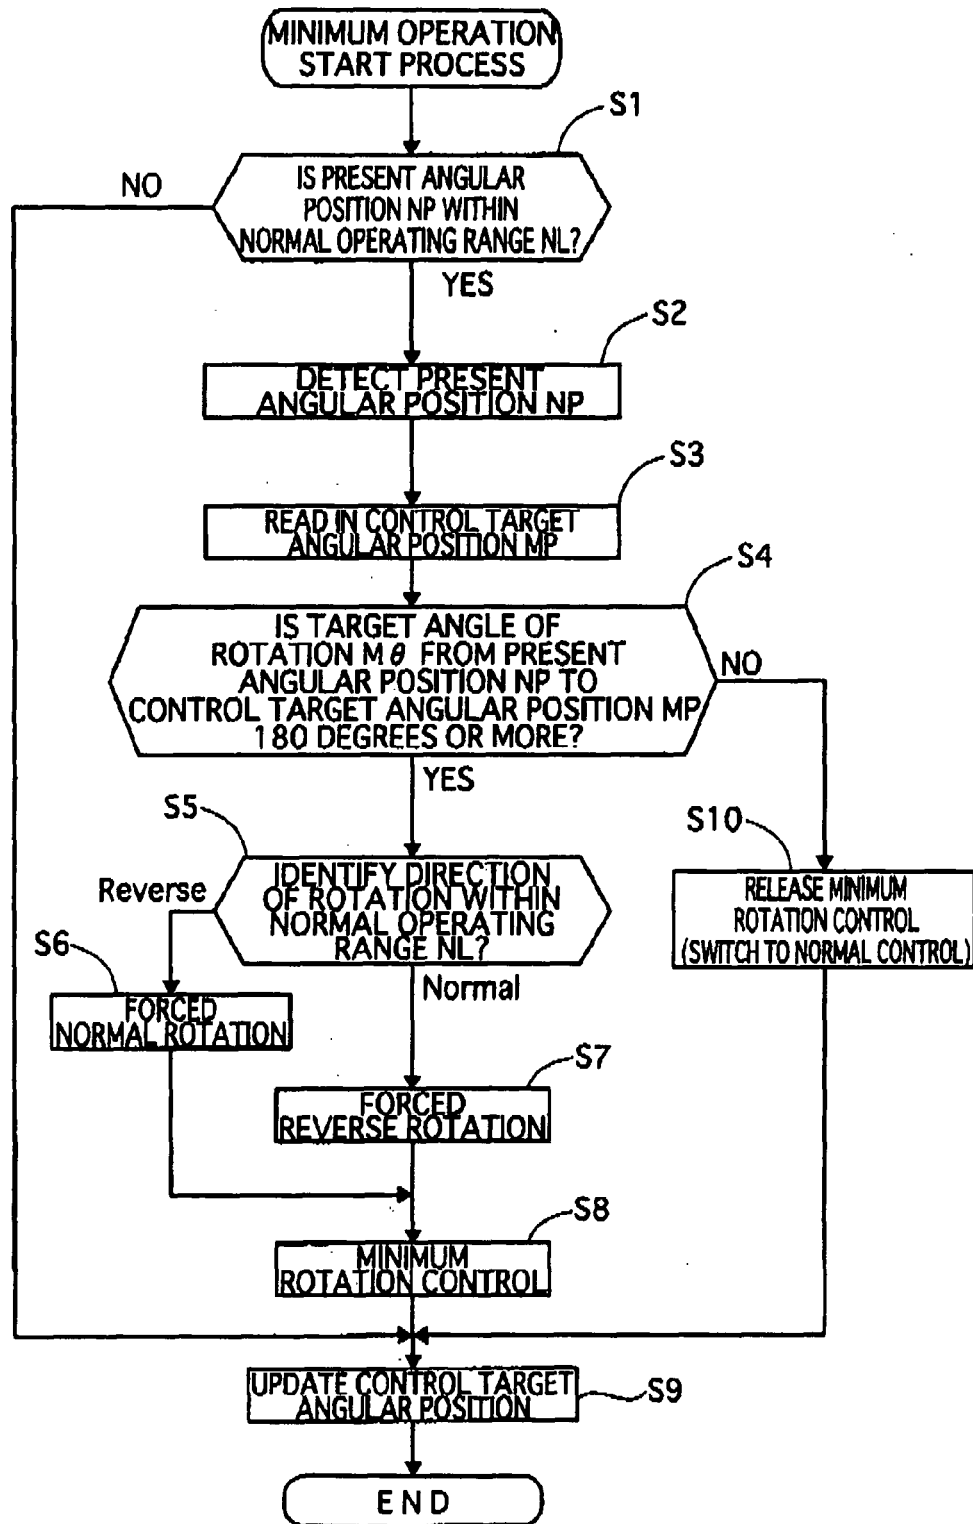 MINIMUM OPERATION
START PROCESS
S1
NO
IS PRESENT ANGULAR
POSITION NP WITHIN
NORMAL OPERATING RANGE NL?
YES
S2
DETECT PRESENT
ANGULAR POSITION NP
S3
READ IN CONTROL TARGET
ANGULAR POSITION MP
S4
IS TARGET ANGLE OF
ROTATION Mθ FROM PRESENT
ANGULAR POSITION NP TO
CONTROL TARGET ANGULAR POSITION MP
180 DEGREES OR MORE?
NO
YES
S5
IDENTIFY DIRECTION
OF ROTATION WITHIN
NORMAL OPERATING
RANGE NL?
Reverse
S10
RELEASE MINIMUM
ROTATION CONTROL
(SWITCH TO NORMAL CONTROL)
S6
FORCED
NORMAL ROTATION
Normal
S7
FORCED
REVERSE ROTATION
S8
MINIMUM
ROTATION CONTROL
UPDATE CONTROL TARGET
ANGULAR POSITION
S9
END